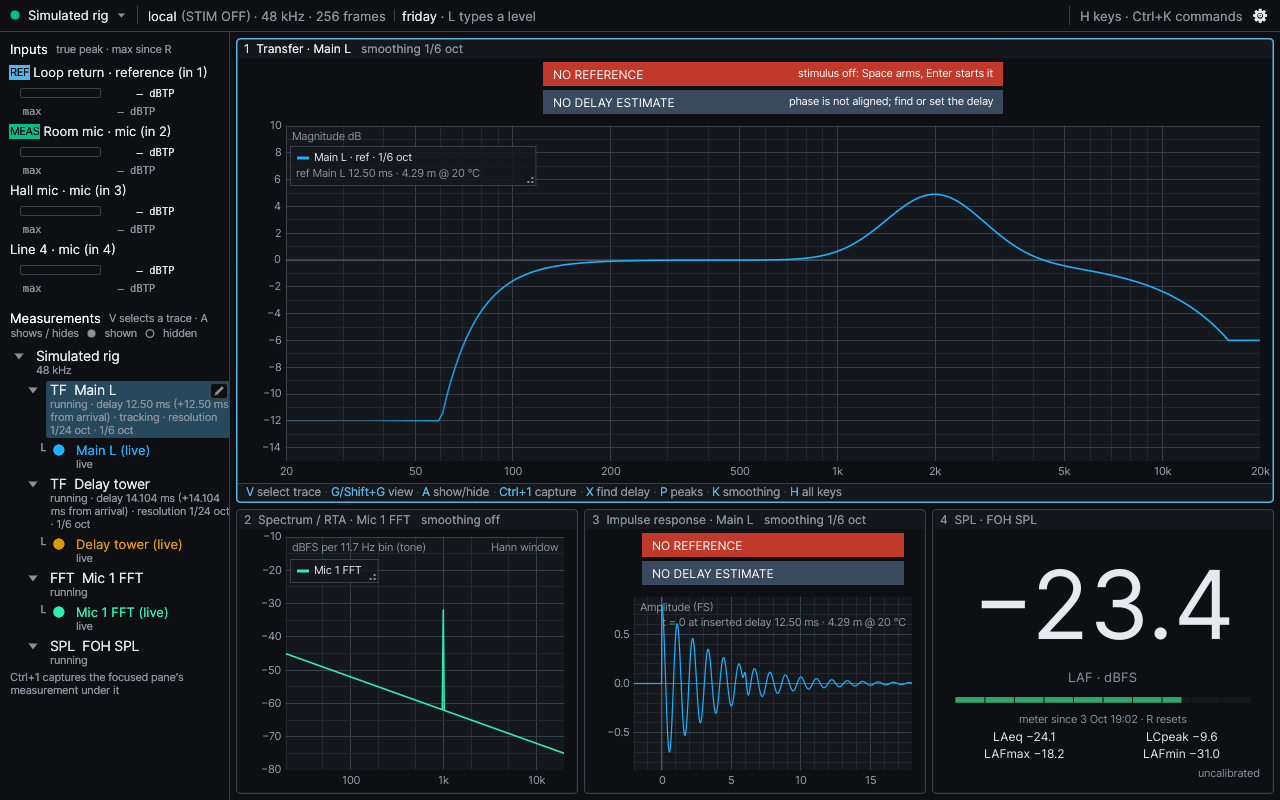 Simulated rig
local (STIM OFF) · 48 kHz · 256 frames
friday · L types a level
H keys · Ctrl+K commands
Inputs true peak · max since R
REF Loop return · reference (in 1)
– dBTP
max – dBTP
MEAS Room mic · mic (in 2)
– dBTP
max – dBTP
Hall mic · mic (in 3)
– dBTP
max – dBTP
Line 4 · mic (in 4)
– dBTP
max – dBTP
Measurements V selects a trace · A
shows / hides shown hidden
Simulated rig
48 kHz
TF Main L
running · delay 12.50 ms (+12.50 ms
from arrival) · tracking · resolution
1/24 oct · 1/6 oct
Main L (live)
live
TF Delay tower
running · delay 14.104 ms (+14.104
ms from arrival) · resolution 1/24 oct
· 1/6 oct
Delay tower (live)
live
FFT Mic 1 FFT
running
Mic 1 FFT (live)
live
SPL FOH SPL
running
Ctrl+1 captures the focused pane's
measurement under it
1 Transfer · Main L smoothing 1/6 oct
NO REFERENCE stimulus off: Space arms, Enter starts it
NO DELAY ESTIMATE phase is not aligned; find or set the delay
Magnitude dB
Main L · ref · 1/6 oct
ref Main L 12.50 ms · 4.29 m @ 20 °C
10
8
6
4
2
0
−2
−4
−6
−8
−10
−12
−14
20 50 100 200 500 1k 2k 5k 10k 20k
V select trace · G/Shift+G view · A show/hide · Ctrl+1 capture · X find delay · P peaks · K smoothing · H all keys
2 Spectrum / RTA · Mic 1 FFT smoothing off
dBFS per 11.7 Hz bin (tone) Hann window
Mic 1 FFT
−10
−20
−30
−40
−50
−60
−70
−80
100 1k 10k
3 Impulse response · Main L smoothing 1/6 oct
NO REFERENCE
NO DELAY ESTIMATE
Amplitude (FS)
t = 0 at inserted delay 12.50 ms · 4.29 m @ 20 °C
0.5
0.0
−0.5
0 5 10 15
4 SPL · FOH SPL
−23.4
LAF · dBFS
meter since 3 Oct 19:02 · R resets
LAeq −24.1 LCpeak −9.6
LAFmax −18.2 LAFmin −31.0
uncalibrated